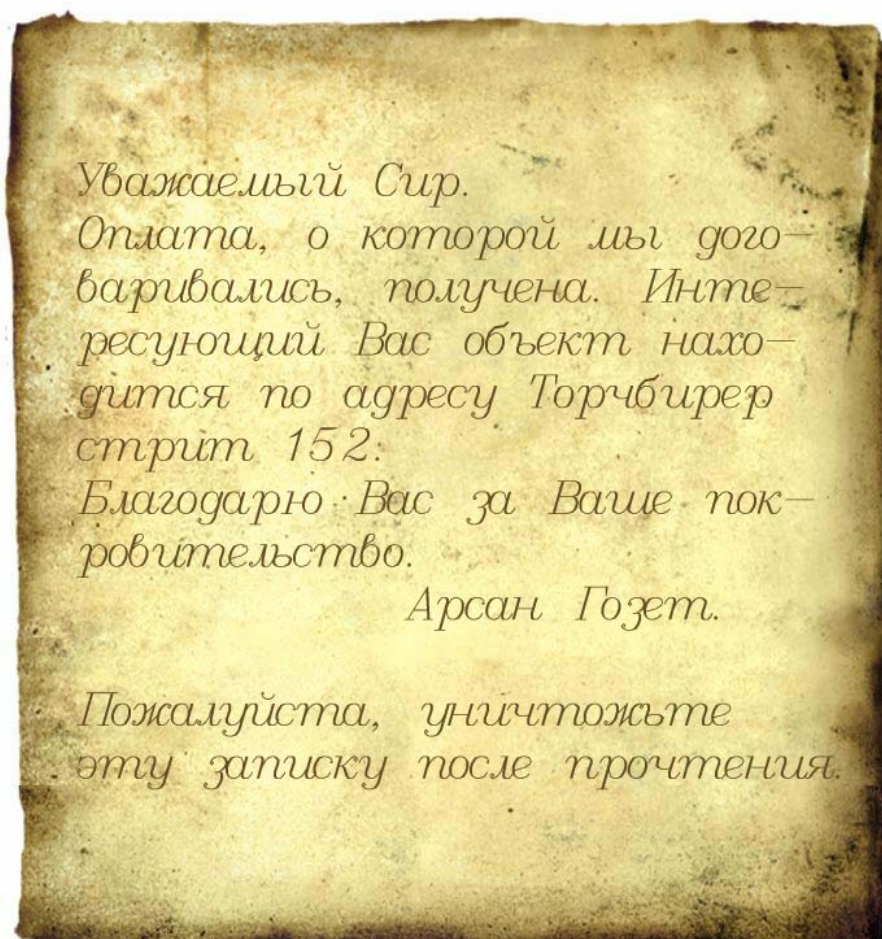 Уважаемый Сир.
Оплата, о которой мы дого-
варивались, получена. Инте-
ресующий Вас объект нахо-
дится по адресу Торчбирер
стрит 152.
Благодарю Вас за Ваше пок-
ровительство.
Арсан Гозет.
Пожалуйста, уничтожьте
эту записку после прочтения.